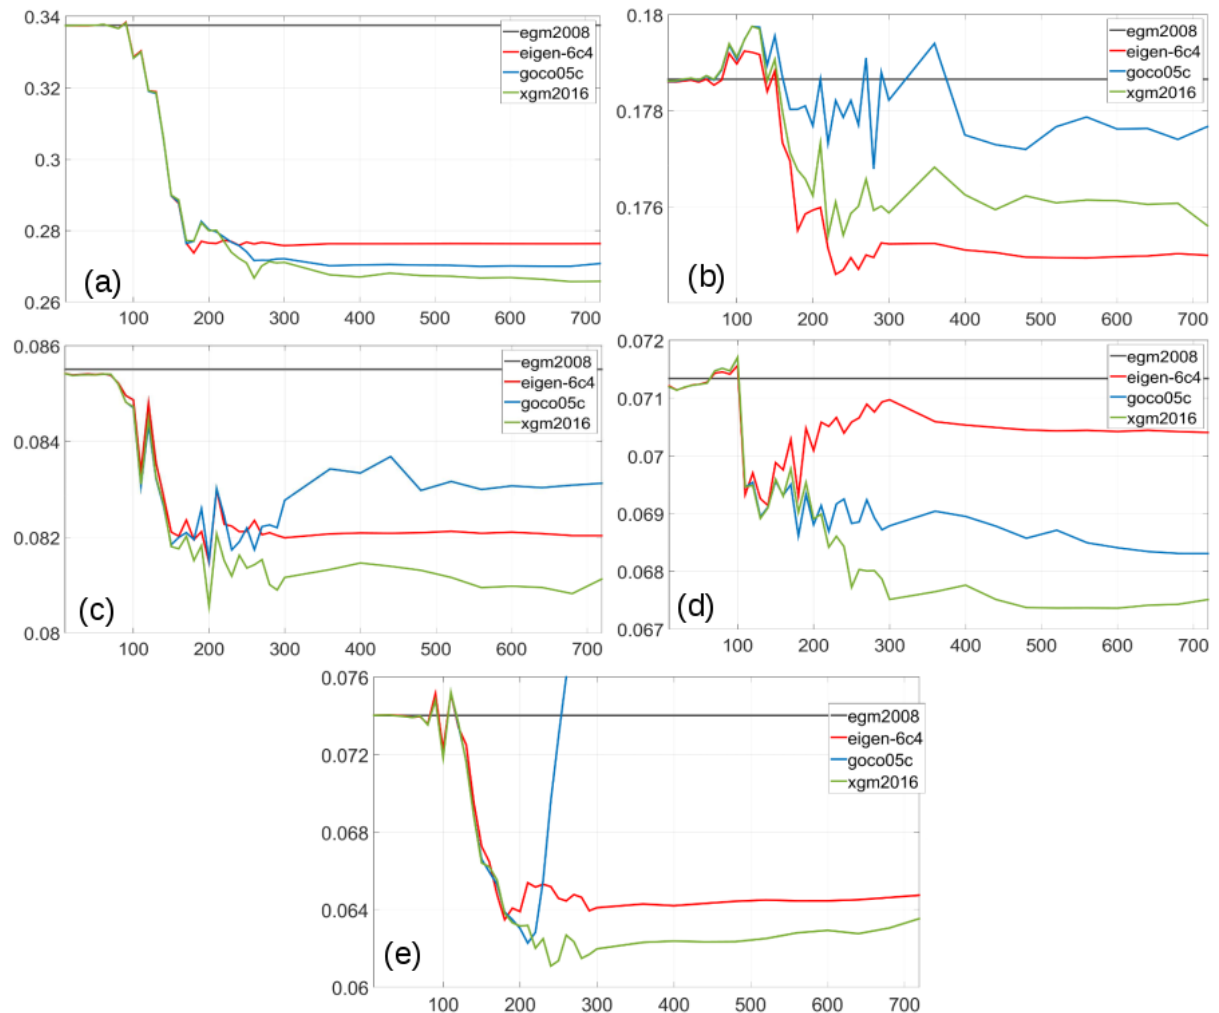 0.34
0.32
0.3
0.28
0.26
egm2008
eigen-6c4
goco05c
xgm2016
(a)
100 200 300 400 500 600 700
0.18
0.178
0.176
egm2008
eigen-6c4
goco05c
xgm2016
(b)
100 200 300 400 500 600 700
0.086
0.084
0.082
0.08
egm2008
eigen-6c4
goco05c
xgm2016
(c)
100 200 300 400 500 600 700
0.072
0.071
0.07
0.069
0.068
0.067
egm2008
eigen-6c4
goco05c
xgm2016
(d)
100 200 300 400 500 600 700
0.076
0.072
0.068
0.064
0.06
egm2008
eigen-6c4
goco05c
xgm2016
(e)
100 200 300 400 500 600 700